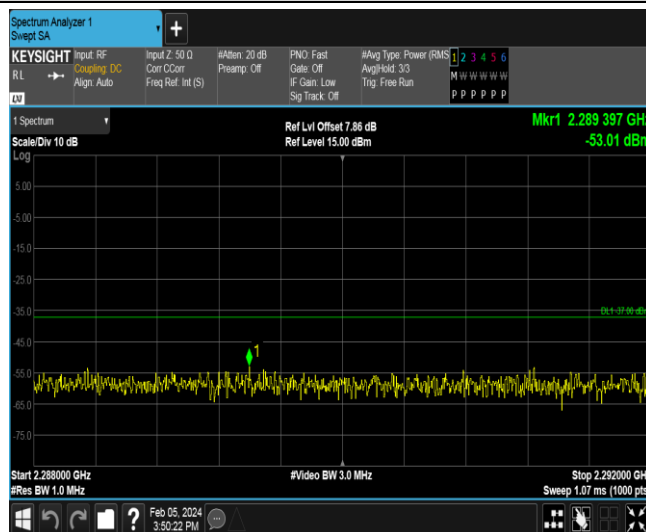 Spectrum Analyzer 1
Swept SA
KEYSIGHT
RL
LXI
Input: RF
Coupling: DC
Align: Auto
Input Z: 50 Ω
Corr CCorr
Freq Ref: Int (S)
#Atten: 20 dB
Preamp: Off
PNO: Fast
Gate: Off
IF Gain: Low
Sig Track: Off
#Avg Type: Power (RMS
Avg|Hold: 3/3
Trig: Free Run
1 2 3 4 5 6
M W W W W W
P P P P P P
1 Spectrum
Scale/Div 10 dB
Ref Lvl Offset 7.86 dB
Ref Level 15.00 dBm
Mkr1 2.289 397 GHz
-53.01 dBm
Log
5.00
-5.00
-15.0
-25.0
-35.0
DL1 -37.00 dBm
-45.0
1
-55.0
-65.0
-75.0
Start 2.288000 GHz
#Res BW 1.0 MHz
#Video BW 3.0 MHz
Stop 2.292000 GHz
Sweep 1.07 ms (1000 pts
?
Feb 05, 2024
3:50:22 PM